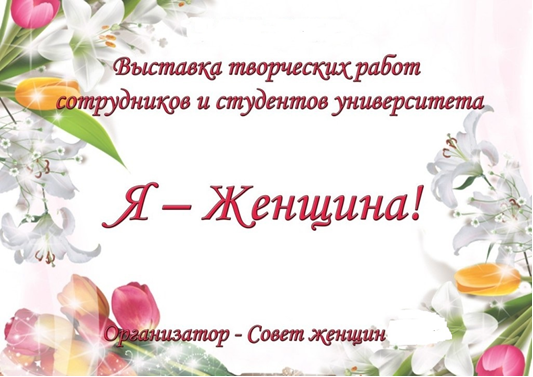 Выставка творческих работ
сотрудников и студентов университета
Я – Женщина!
Организатор - Совет женщин